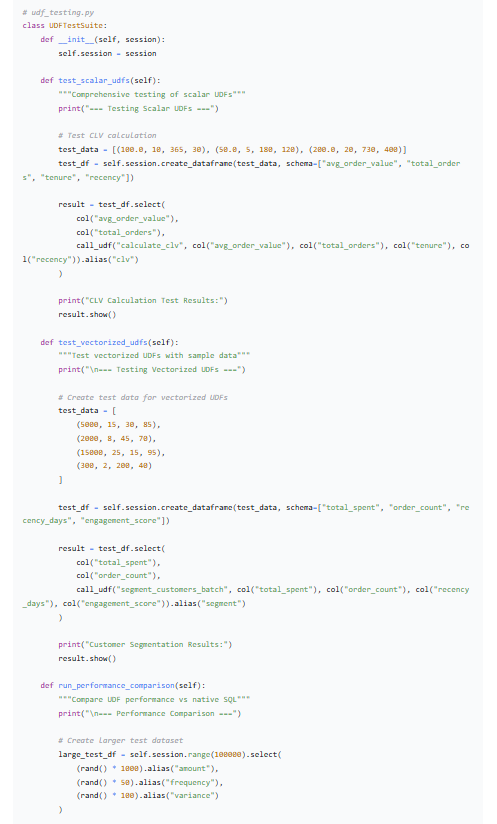 # udf_testing.py
class UDFTestSuite:
    def __init__(self, session):
        self.session = session

    def test_scalar_udfs(self):
        """Comprehensive testing of scalar UDFs"""
        print("=== Testing Scalar UDFs ===")

        # Test CLV calculation
        test_data = [(100.0, 10, 365, 30), (50.0, 5, 180, 120), (200.0, 20, 730, 400)]
        test_df = self.session.create_dataframe(test_data, schema=["avg_order_value", "total_order
s", "tenure", "recency"])

        result = test_df.select(
            col("avg_order_value"),
            col("total_orders"),
            call_udf("calculate_clv", col("avg_order_value"), col("total_orders"), col("tenure"), co
l("recency")).alias("clv")
        )

        print("CLV Calculation Test Results:")
        result.show()

    def test_vectorized_udfs(self):
        """Test vectorized UDFs with sample data"""
        print("\n=== Testing Vectorized UDFs ===")

        # Create test data for vectorized UDFs
        test_data = [
            (5000, 15, 30, 85),
            (2000, 8, 45, 70),
            (15000, 25, 15, 95),
            (300, 2, 200, 40)
        ]

        test_df = self.session.create_dataframe(test_data, schema=["total_spent", "order_count", "re
cency_days", "engagement_score"])

        result = test_df.select(
            col("total_spent"),
            col("order_count"),
            call_udf("segment_customers_batch", col("total_spent"), col("order_count"), col("recency
_days"), col("engagement_score")).alias("segment")
        )

        print("Customer Segmentation Results:")
        result.show()

    def run_performance_comparison(self):
        """Compare UDF performance vs native SQL"""
        print("\n=== Performance Comparison ===")

        # Create larger test dataset
        large_test_df = self.session.range(100000).select(
            (rand() * 1000).alias("amount"),
            (rand() * 50).alias("frequency"),
            (rand() * 100).alias("variance")
        )